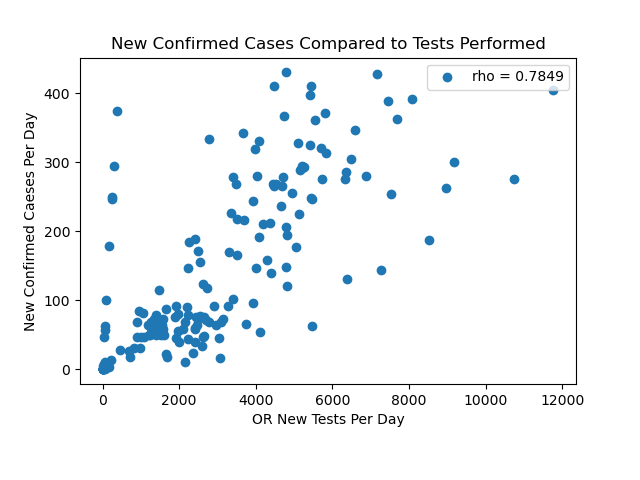 New Confirmed Cases Compared to Tests Performed
rho = 0.7849
New Confirmed Caeses Per Day
400
300
200
100
0
0 2000 4000 6000 8000 10000 12000
OR New Tests Per Day